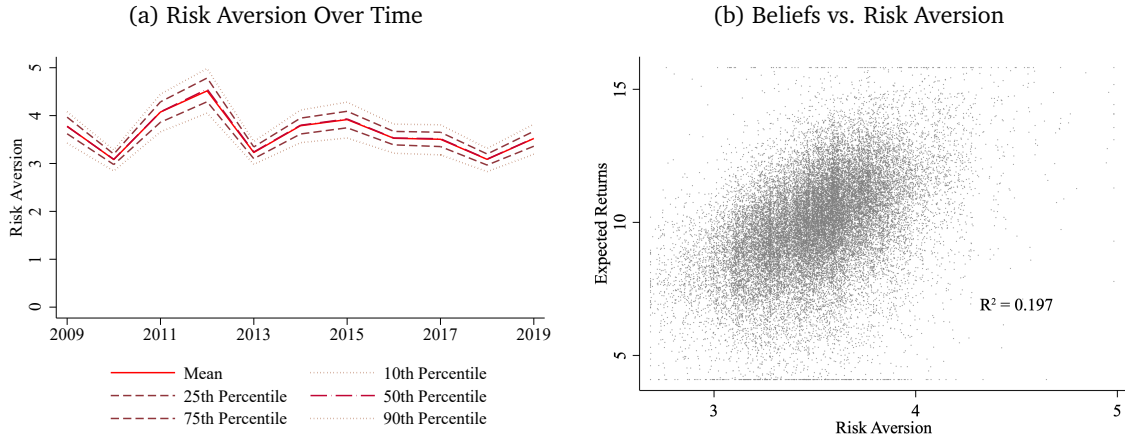 (a) Risk Aversion Over Time
Risk Aversion
5
4
3
2
1
0
2009 2011 2013 2015 2017 2019
Mean 10th Percentile
25th Percentile 50th Percentile
75th Percentile 90th Percentile
(b) Beliefs vs. Risk Aversion
Expected Returns
15
10
5
R² = 0.197
3 4 5
Risk Aversion